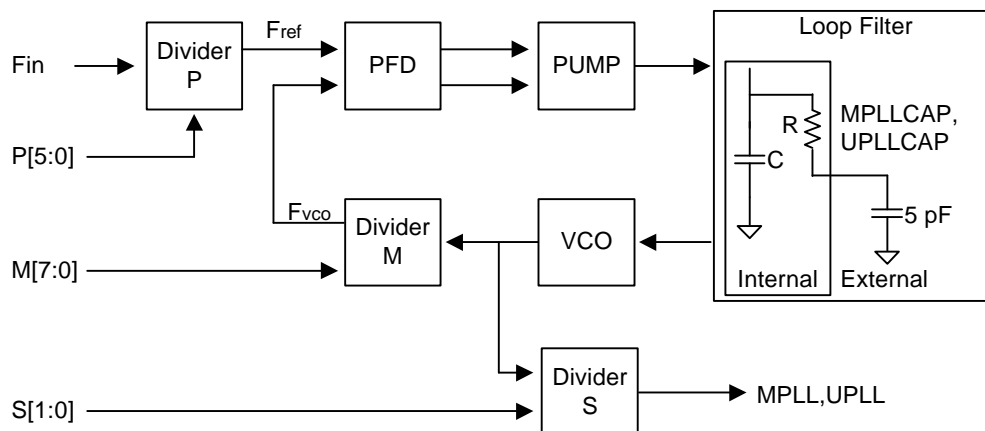 Loop Filter
Fin
Divider
P
Fref
PFD
PUMP
R
C
MPLLCAP,
UPLLCAP
5 pF
Internal
External
P[5:0]
Fvco
Divider
M
VCO
M[7:0]
Divider
S
S[1:0]
MPLL,UPLL